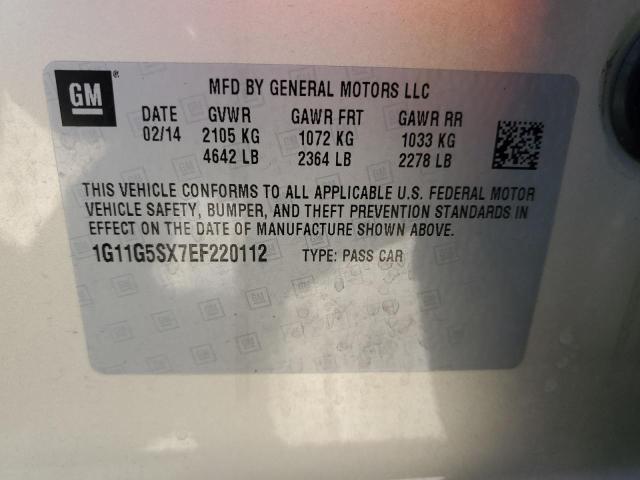 GM ® MFD BY GENERAL MOTORS LLC
DATE GVWR GAWR FRT GAWR RR
02/14 2105 KG 1072 KG 1033 KG
4642 LB 2364 LB 2278 LB
THIS VEHICLE CONFORMS TO ALL APPLICABLE U.S. FEDERAL MOTOR
VEHICLE SAFETY, BUMPER, AND THEFT PREVENTION STANDARDS IN
EFFECT ON THE DATE OF MANUFACTURE SHOWN ABOVE.
1G11G5SX7EF220112 TYPE: PASS CAR